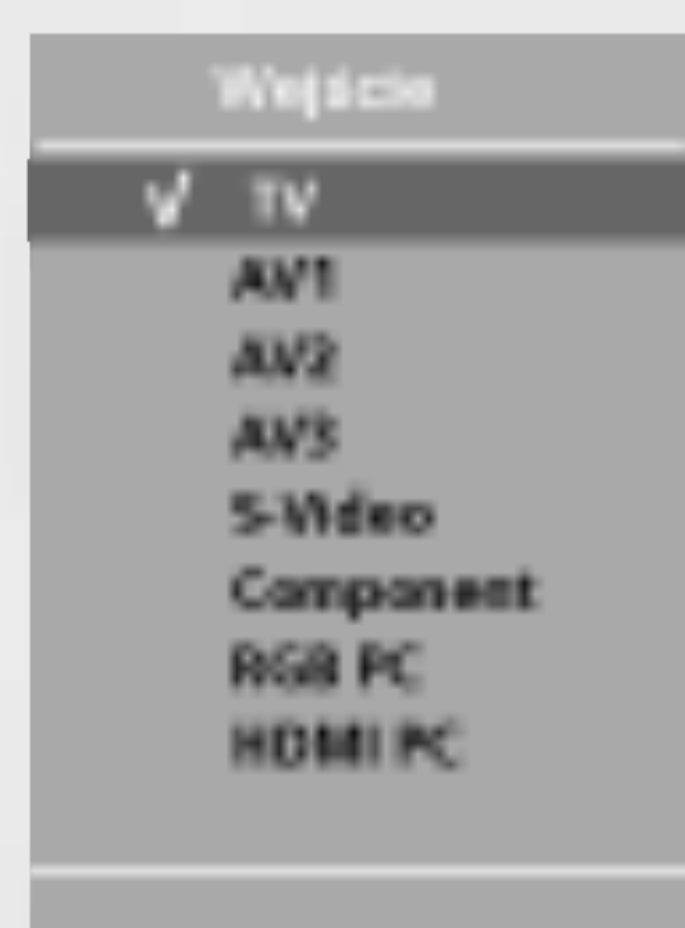 Wejście
√ TV
AV1
AV2
AV3
S-Video
Component
RGB PC
HDMI PC